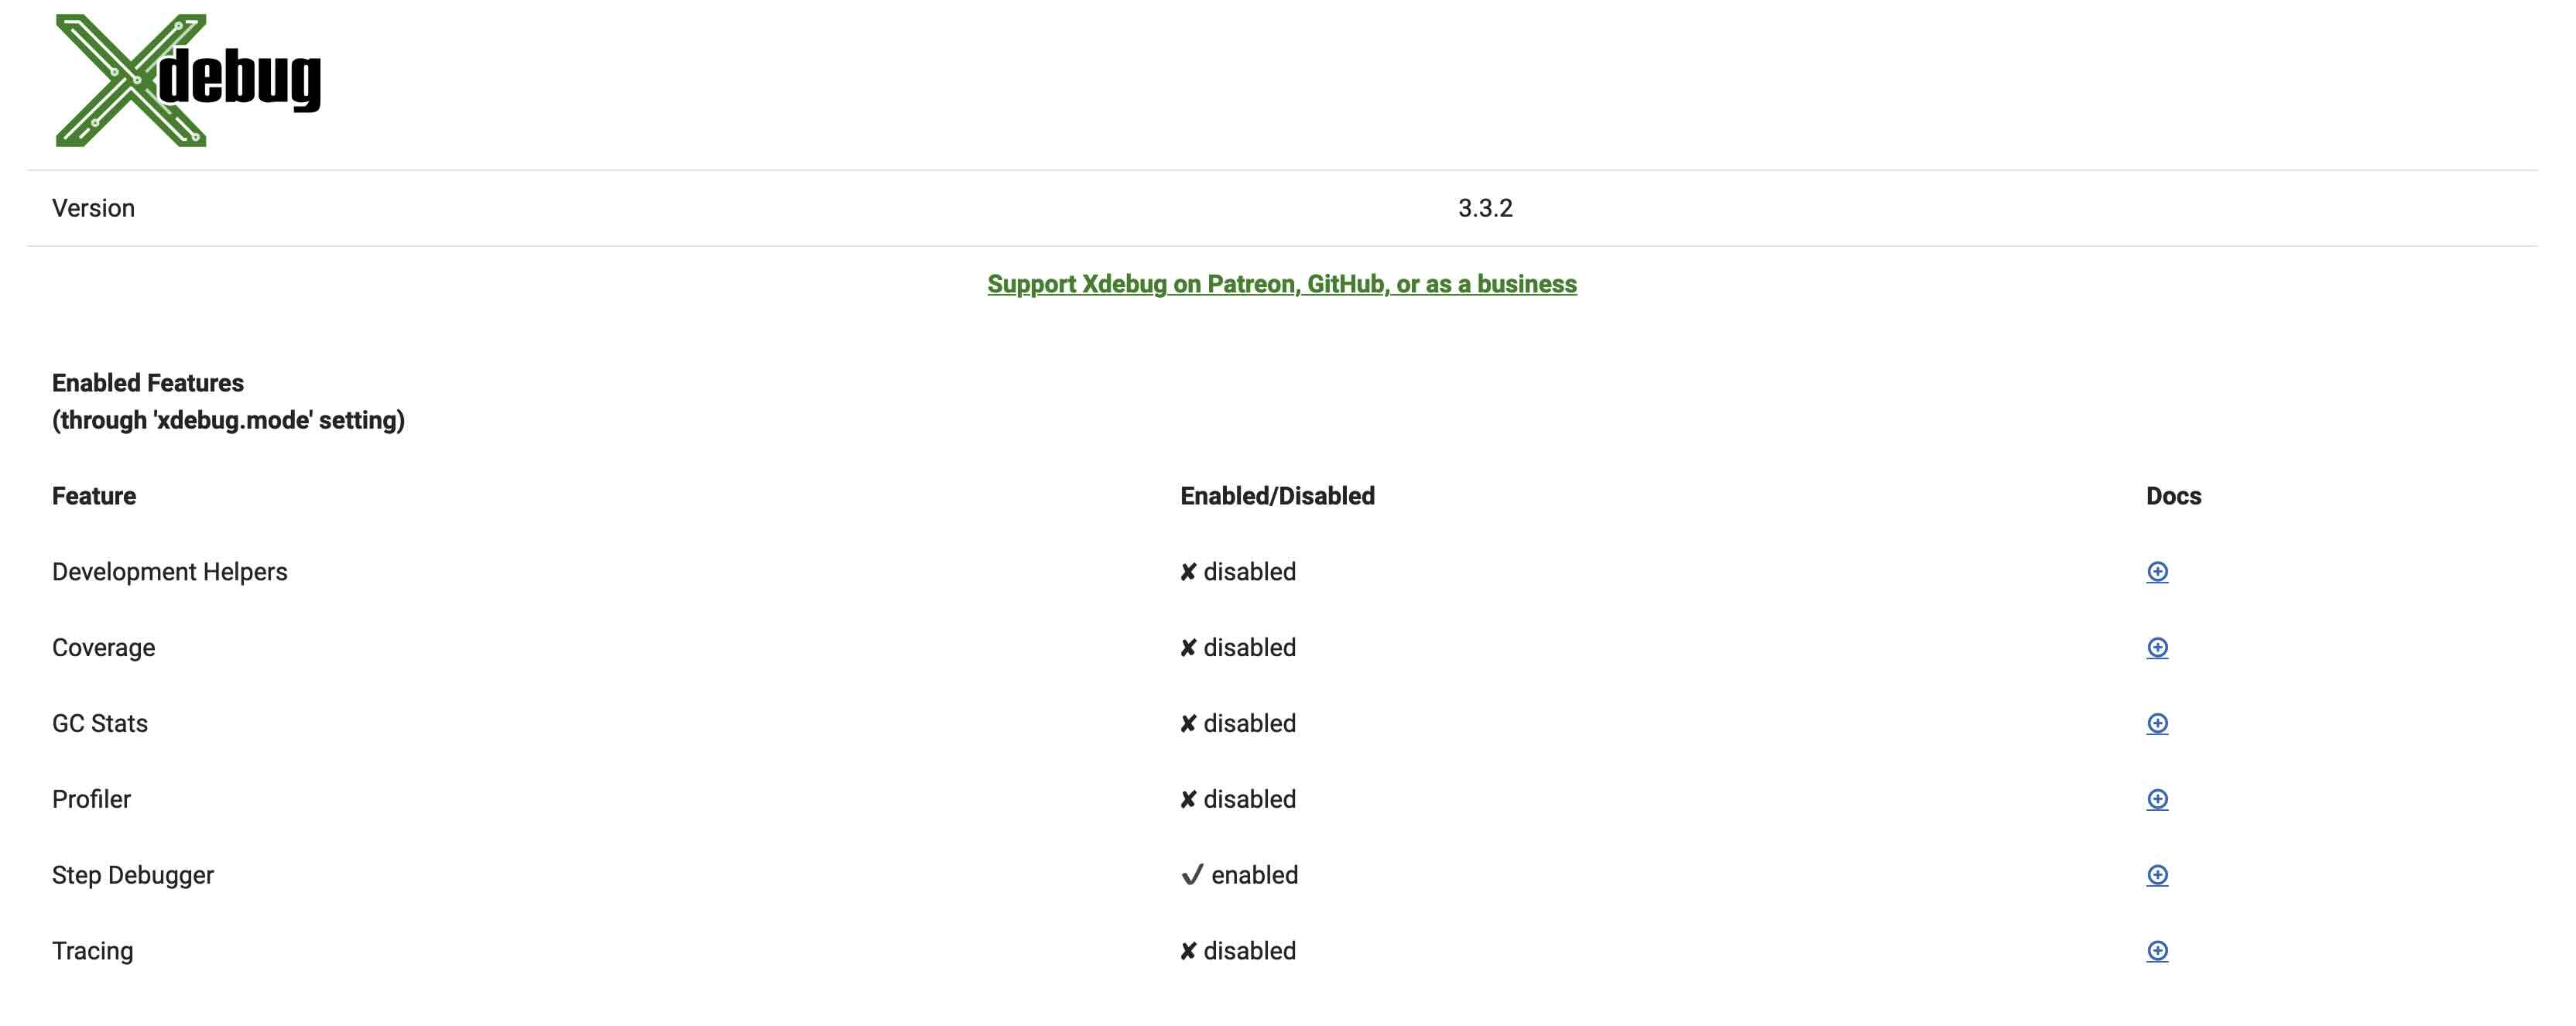 Xdebug
Version 3.3.2
Support Xdebug on Patreon, GitHub, or as a business
Enabled Features
(through 'xdebug.mode' setting)
Feature Enabled/Disabled Docs
Development Helpers ✘ disabled
Coverage ✘ disabled
GC Stats ✘ disabled
Profiler ✘ disabled
Step Debugger ✔ enabled
Tracing ✘ disabled